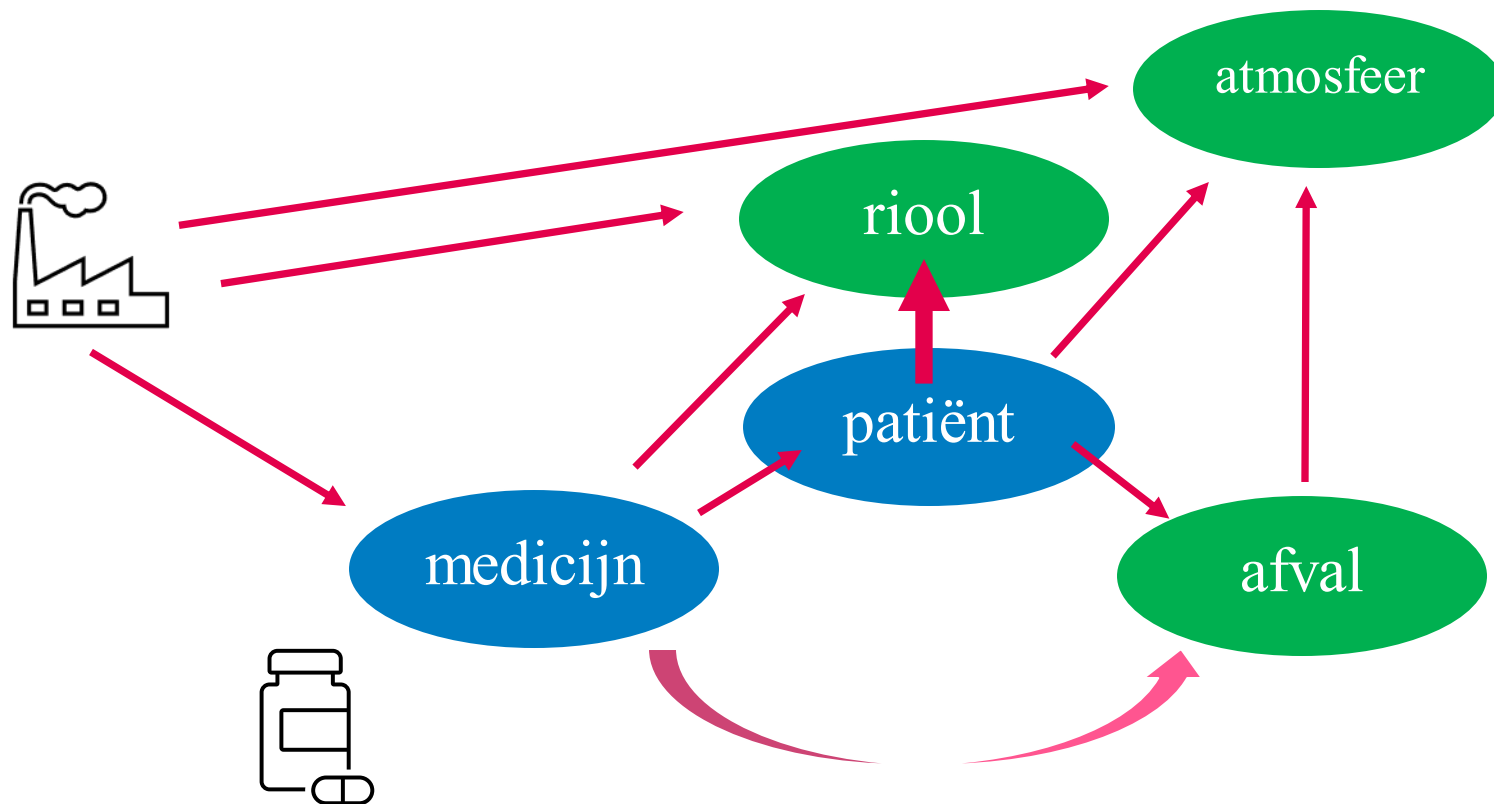 atmosfeer
riool
patiënt
medicijn
afval